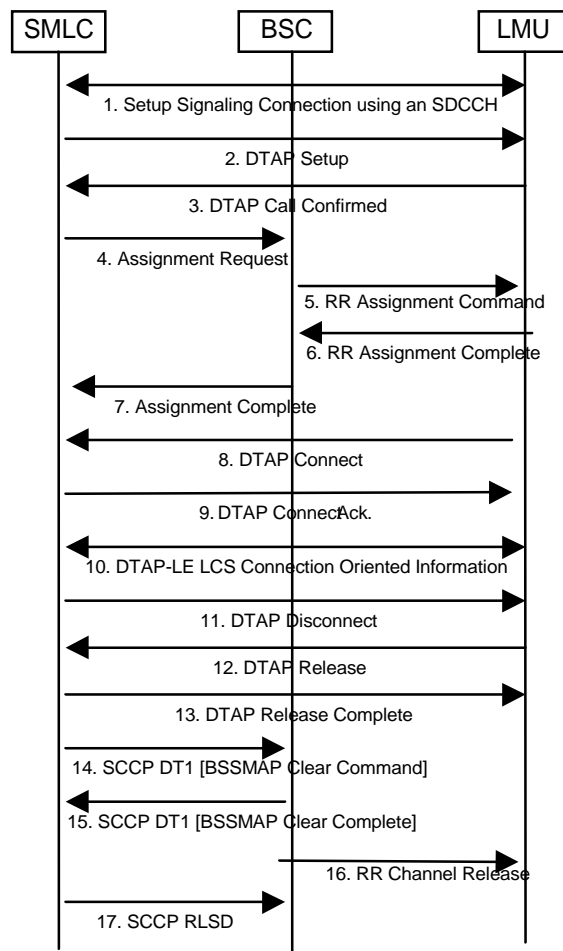 SMLC BSC LMU
1. Setup Signaling Connection using an SDCCH
2. DTAP Setup
3. DTAP Call Confirmed
4. Assignment Request
5. RR Assignment Command
6. RR Assignment Complete
7. Assignment Complete
8. DTAP Connect
9. DTAP Connect Ack.
10. DTAP-LE LCS Connection Oriented Information
11. DTAP Disconnect
12. DTAP Release
13. DTAP Release Complete
14. SCCP DT1 [BSSMAP Clear Command]
15. SCCP DT1 [BSSMAP Clear Complete]
16. RR Channel Release
17. SCCP RLSD